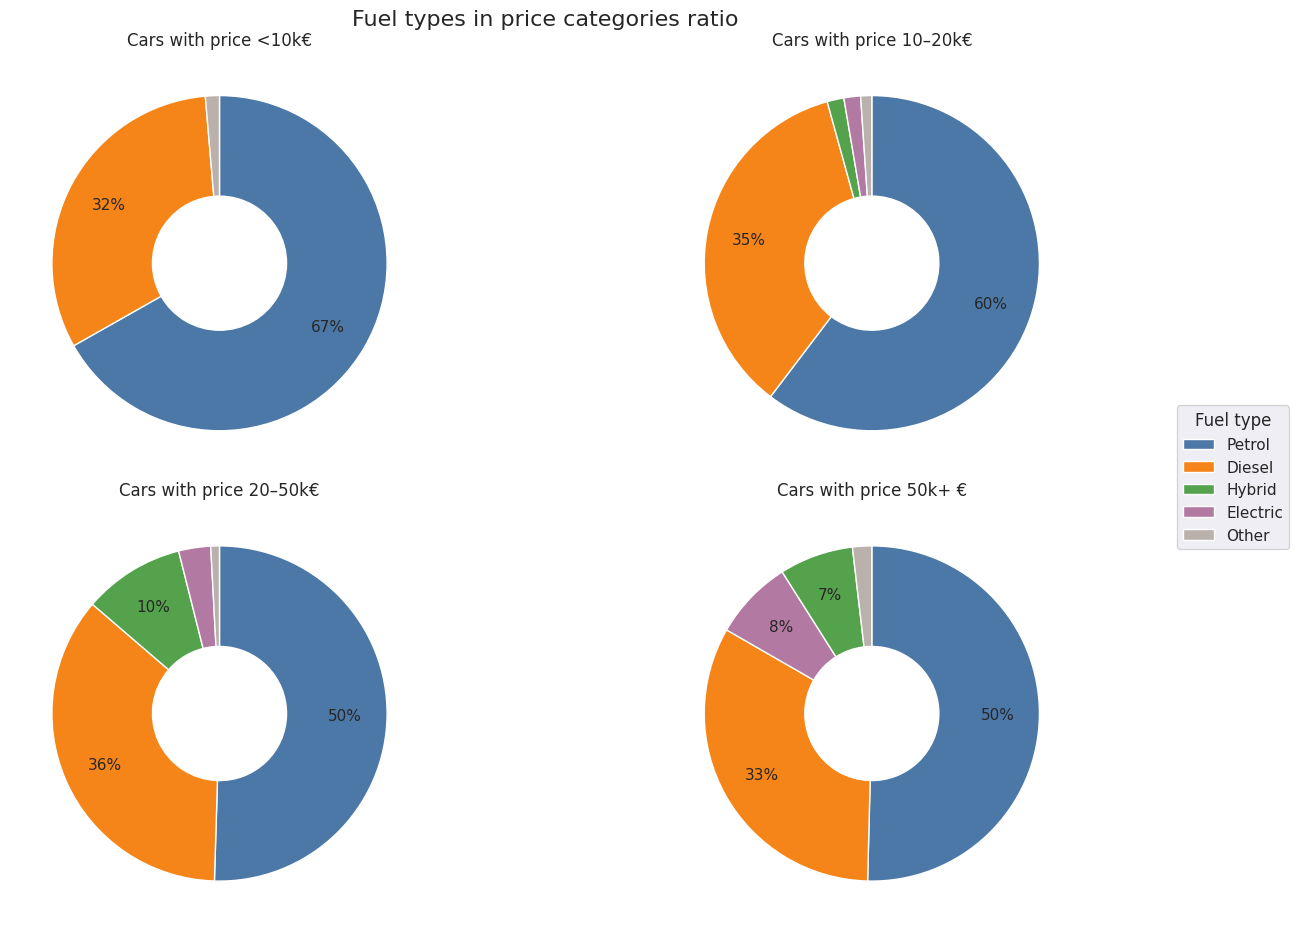 Fuel types in price categories ratio
Cars with price <10k€
Cars with price 10–20k€
32%
67%
35%
60%
Fuel type
Petrol
Diesel
Hybrid
Electric
Other
Cars with price 20–50k€
Cars with price 50k+ €
10%
50%
36%
7%
8%
50%
33%